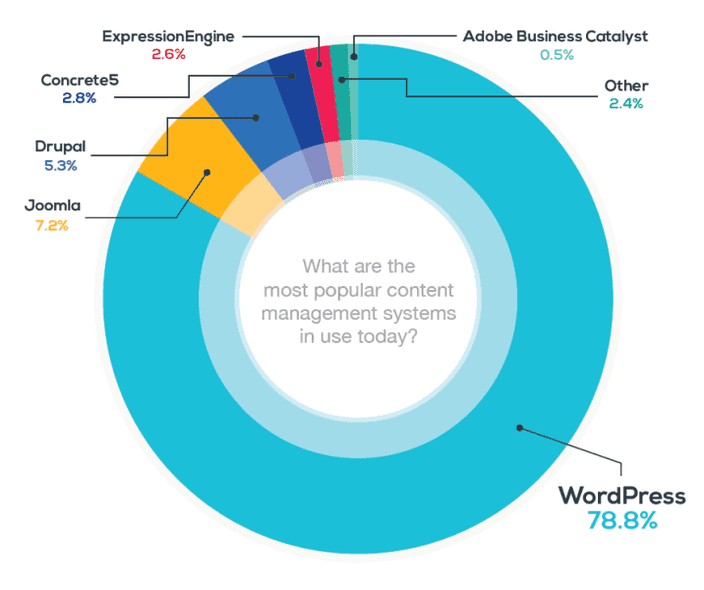 ExpressionEngine
2.6%
Adobe Business Catalyst
0.5%
Concrete5
2.8%
Other
2.4%
Drupal
5.3%
Joomla
7.2%
What are the
most popular content
management systems
in use today?
WordPress
78.8%